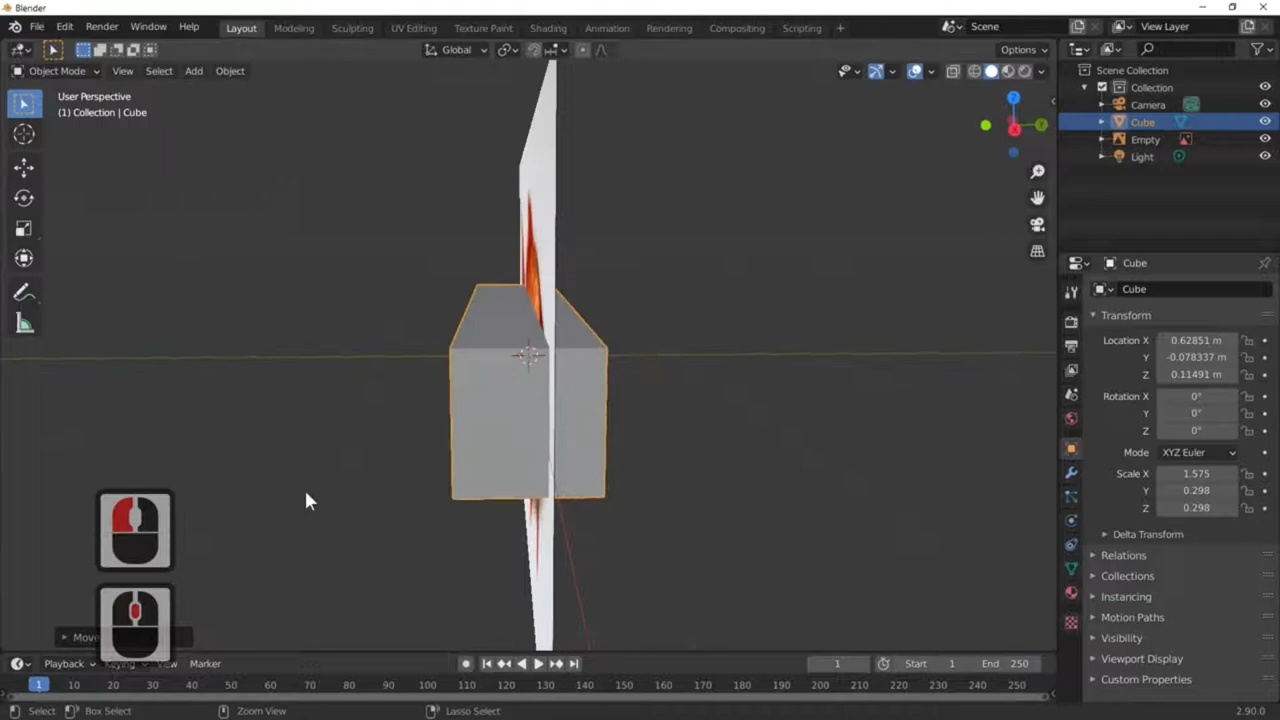 Blender
File Edit Render Window Help Layout Modeling Sculpting UV Editing Texture Paint Shading Animation Rendering Compositing Scripting + Scene View Layer
Global Options
Object Mode View Select Add Object
User Perspective
(1) Collection | Cube
Z
X
Y
Scene Collection
Collection
Camera
Cube
Empty
Light
Cube
Cube
Transform
Location X 0.62851 m
Y -0.078337 m
Z 0.11491 m
Rotation X 0°
Y 0°
Z 0°
Mode XYZ Euler
Scale X 1.575
Y 0.298
Z 0.298
Delta Transform
Relations
Collections
Instancing
Motion Paths
Visibility
Viewport Display
Custom Properties
Move
Playback Keying View Marker 1 Start 1 End 250
1 10 20 30 40 50 60 70 80 90 100 110 120 130 140 150 160 170 180 190 200 210 220 230 240 250
Select Box Select Zoom View Lasso Select 2.90.0